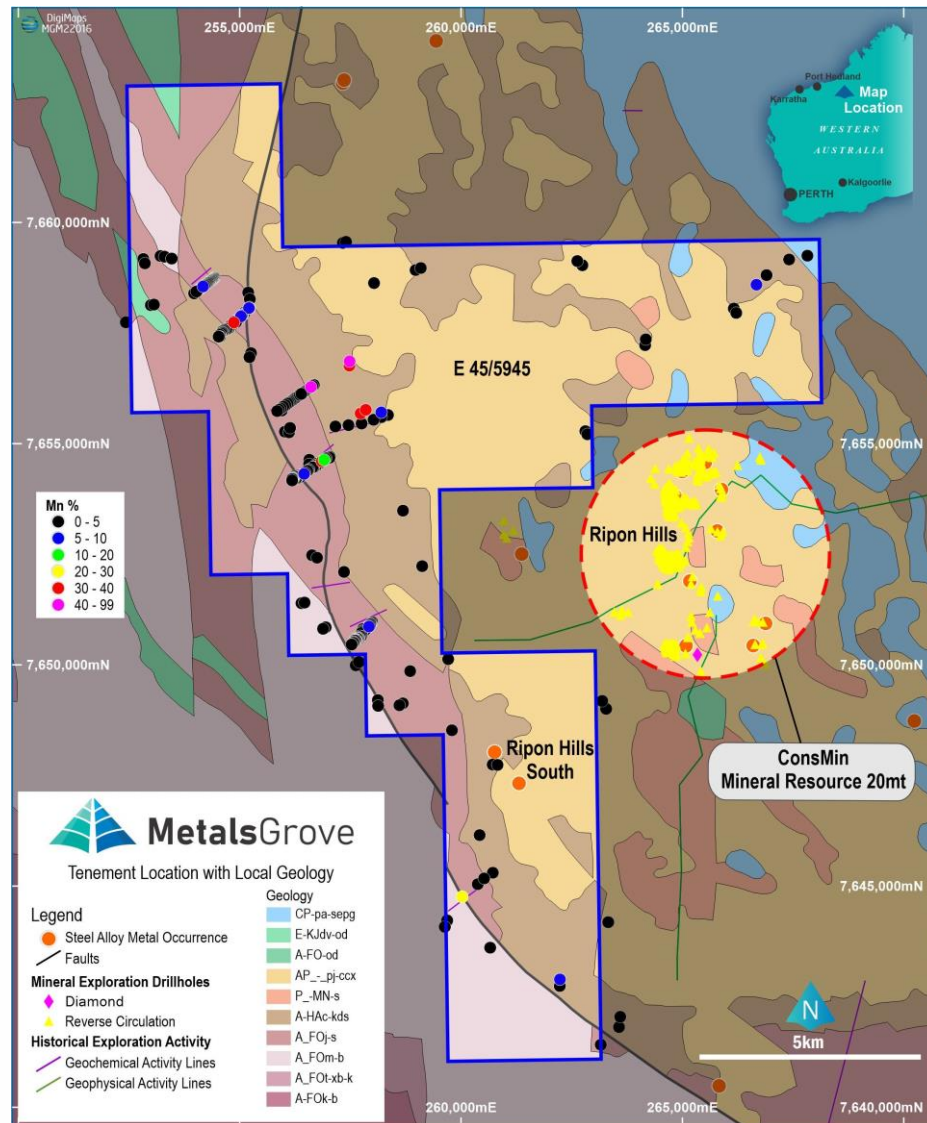 DigiMaps
MGM22016
255,000mE
260,000mE
265,000mE
Port Hedland
Karratha
Map
Location
WESTERN
AUSTRALIA
PERTH
Kalgoorlie
7,660,000mN
7,660,000mN
E 45/5945
7,655,000mN
7,655,000mN
Mn %
0 - 5
5 - 10
10 - 20
20 - 30
30 - 40
40 - 99
Ripon Hills
7,650,000mN
7,650,000mN
Ripon Hills
South
ConsMin
Mineral Resource 20mt
MetalsGrove
Tenement Location with Local Geology
Legend
Steel Alloy Metal Occurrence
Faults
Mineral Exploration Drillholes
Diamond
Reverse Circulation
Historical Exploration Activity
Geochemical Activity Lines
Geophysical Activity Lines
Geology
CP-pa-sepg
E-KJdv-od
A-FO-od
AP_-_pj-ccx
P_-MN-s
A-HAc-kds
A_FOj-s
A_FOm-b
A_FOt-xb-k
A-FOk-b
7,645,000mN
N
5km
7,640,000mN
260,000mE
265,000mE